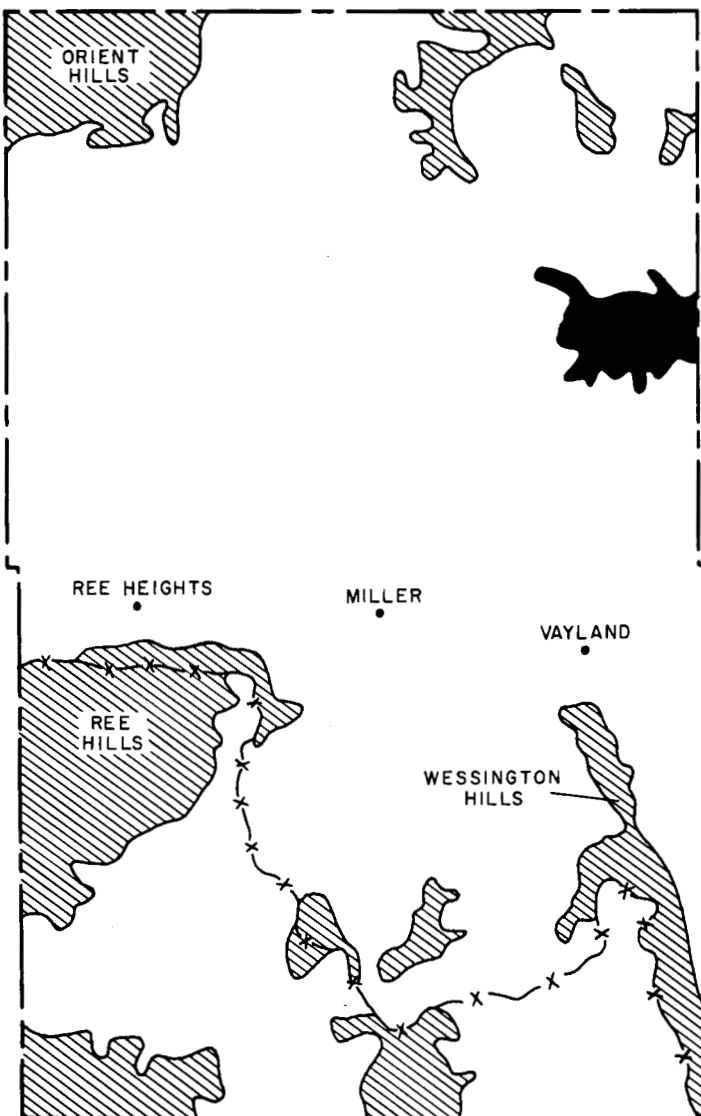 ORIENT
HILLS
REE HEIGHTS
MILLER
VAYLAND
REE
HILLS
WESSINGTON
HILLS